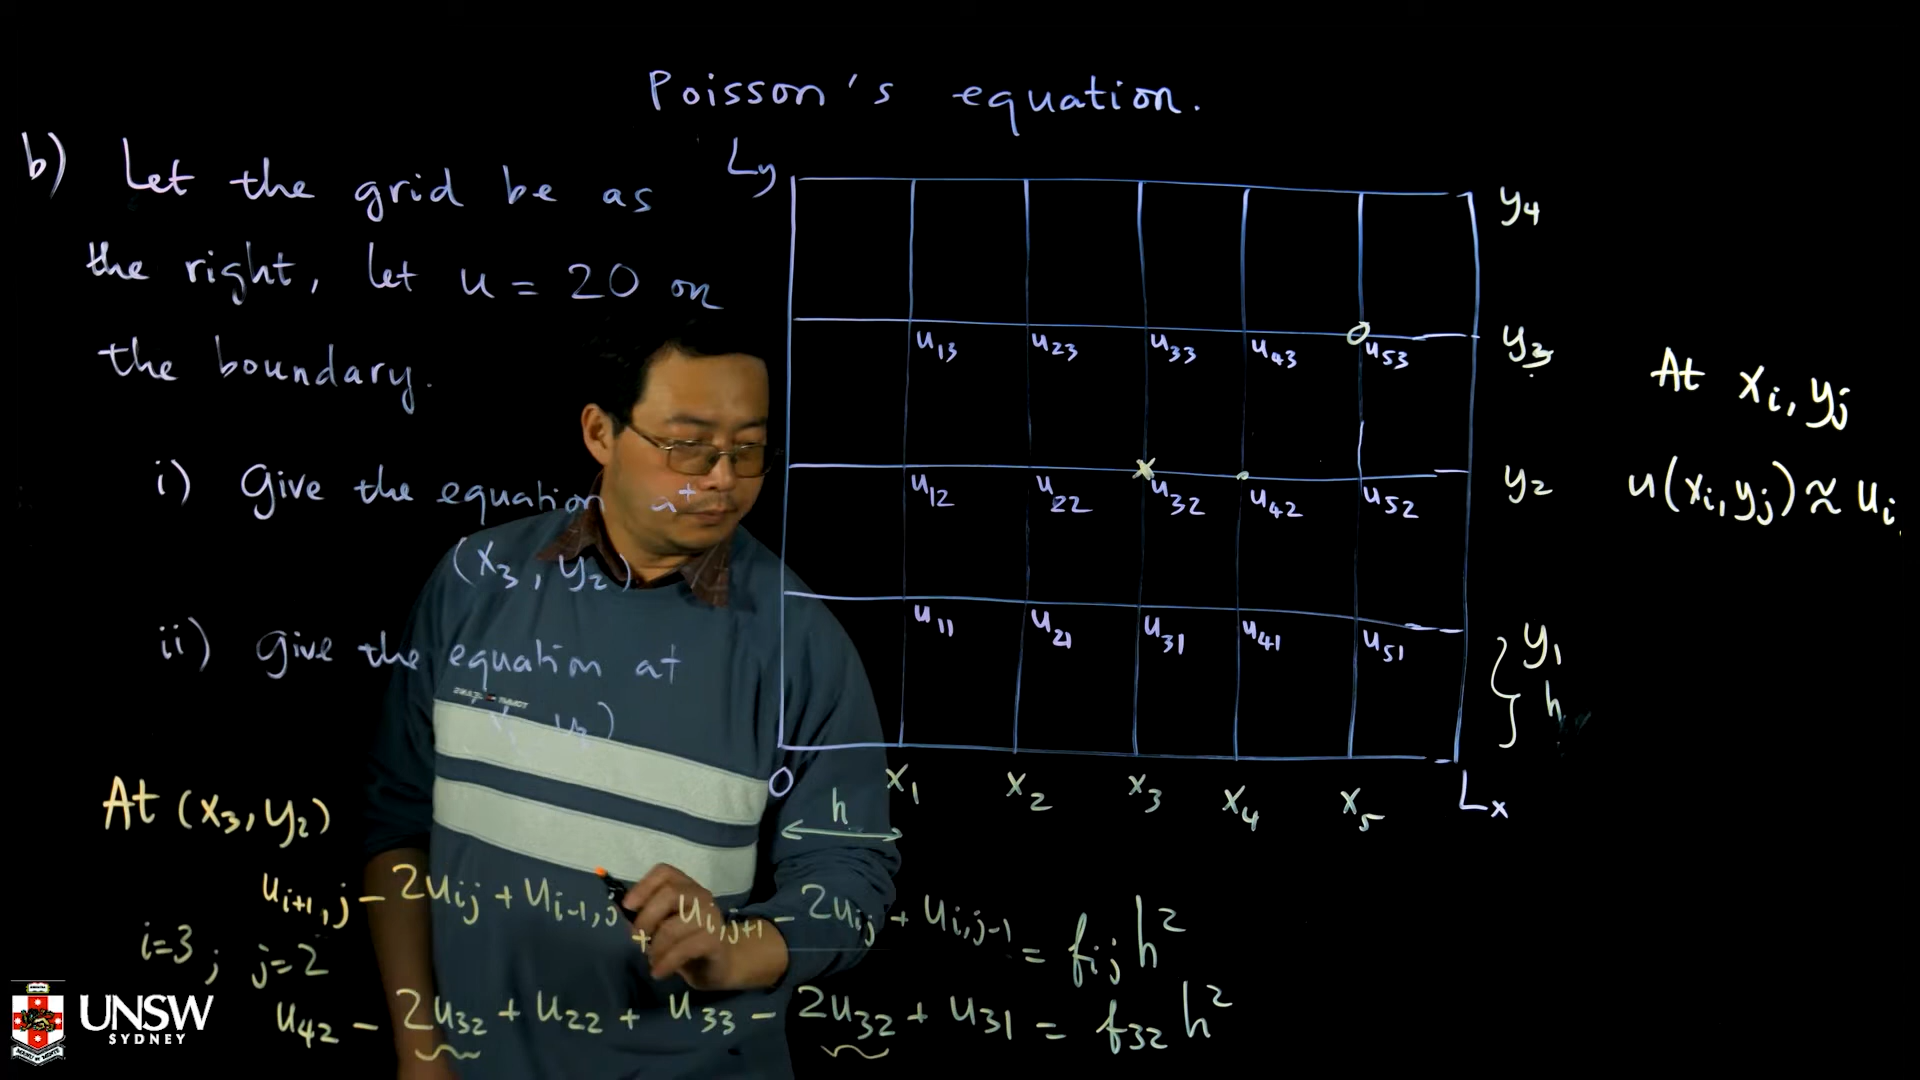 Poisson's equation.
b) Let the grid be as
the right, let u = 20 on
the boundary.
i) Give the equation at
(x₃, y₂)
ii) Give the equation at
Ly
y₄
u₁₃ u₂₃ u₃₃ u₄₃ u₅₃ y₃
u₁₂ u₂₂ u₃₂ u₄₂ u₅₂ y₂
u₁₁ u₂₁ u₃₁ u₄₁ u₅₁ y₁
h
0 x₁ x₂ x₃ x₄ x₅ Lx
h
At xᵢ, yⱼ
u(xᵢ, yⱼ) ≈ uᵢ
At (x₃, y₂)
uᵢ₊₁,ⱼ − 2uᵢⱼ + uᵢ₋₁,ⱼ + uᵢ,ⱼ₊₁ − 2uᵢⱼ + uᵢ,ⱼ₋₁ = fᵢⱼ h²
i=3; j=2
u₄₂ − 2u₃₂ + u₂₂ + u₃₃ − 2u₃₂ + u₃₁ = f₃₂ h²
UNSW
SYDNEY